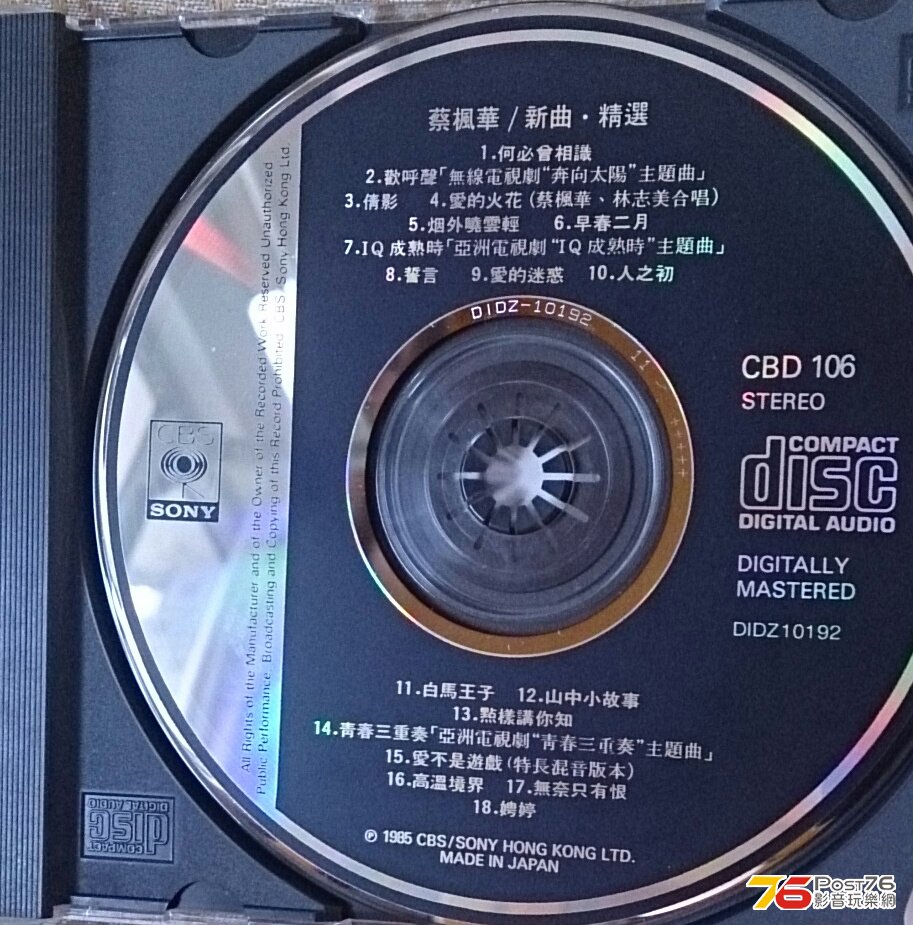 蔡楓華 / 新曲・精選
1.何必曾相識
2.歡呼聲「無線電視劇“奔向太陽”主題曲」
3.倩影 4.愛的火花(蔡楓華、林志美合唱)
5.烟外曉雲輕 6.早春二月
7.IQ成熟時「亞洲電視劇“IQ成熟時”主題曲」
8.誓言 9.愛的迷惑 10.人之初
DIDZ-10192
11
+++++
All Rights of the Manufacturer and of the Owner of the Recorded Work Reserved Unauthorized
Public Performance, Broadcasting and Copying of this Record Prohibited. CBS/Sony Hong Kong Ltd.
CBS
SONY
CBD 106
STEREO
COMPACT
disc
DIGITAL AUDIO
DIGITALLY
MASTERED
DIDZ10192
11.白馬王子 12.山中小故事
13.點樣講你知
14.青春三重奏「亞洲電視劇“青春三重奏”主題曲」
15.愛不是遊戲(特長混音版本)
16.高溫境界 17.無奈只有恨
18.娉婷
℗ 1985 CBS/SONY HONG KONG LTD.
MADE IN JAPAN
COMPACT
disc
DIGITAL AUDIO
76 Post76
影音玩樂網